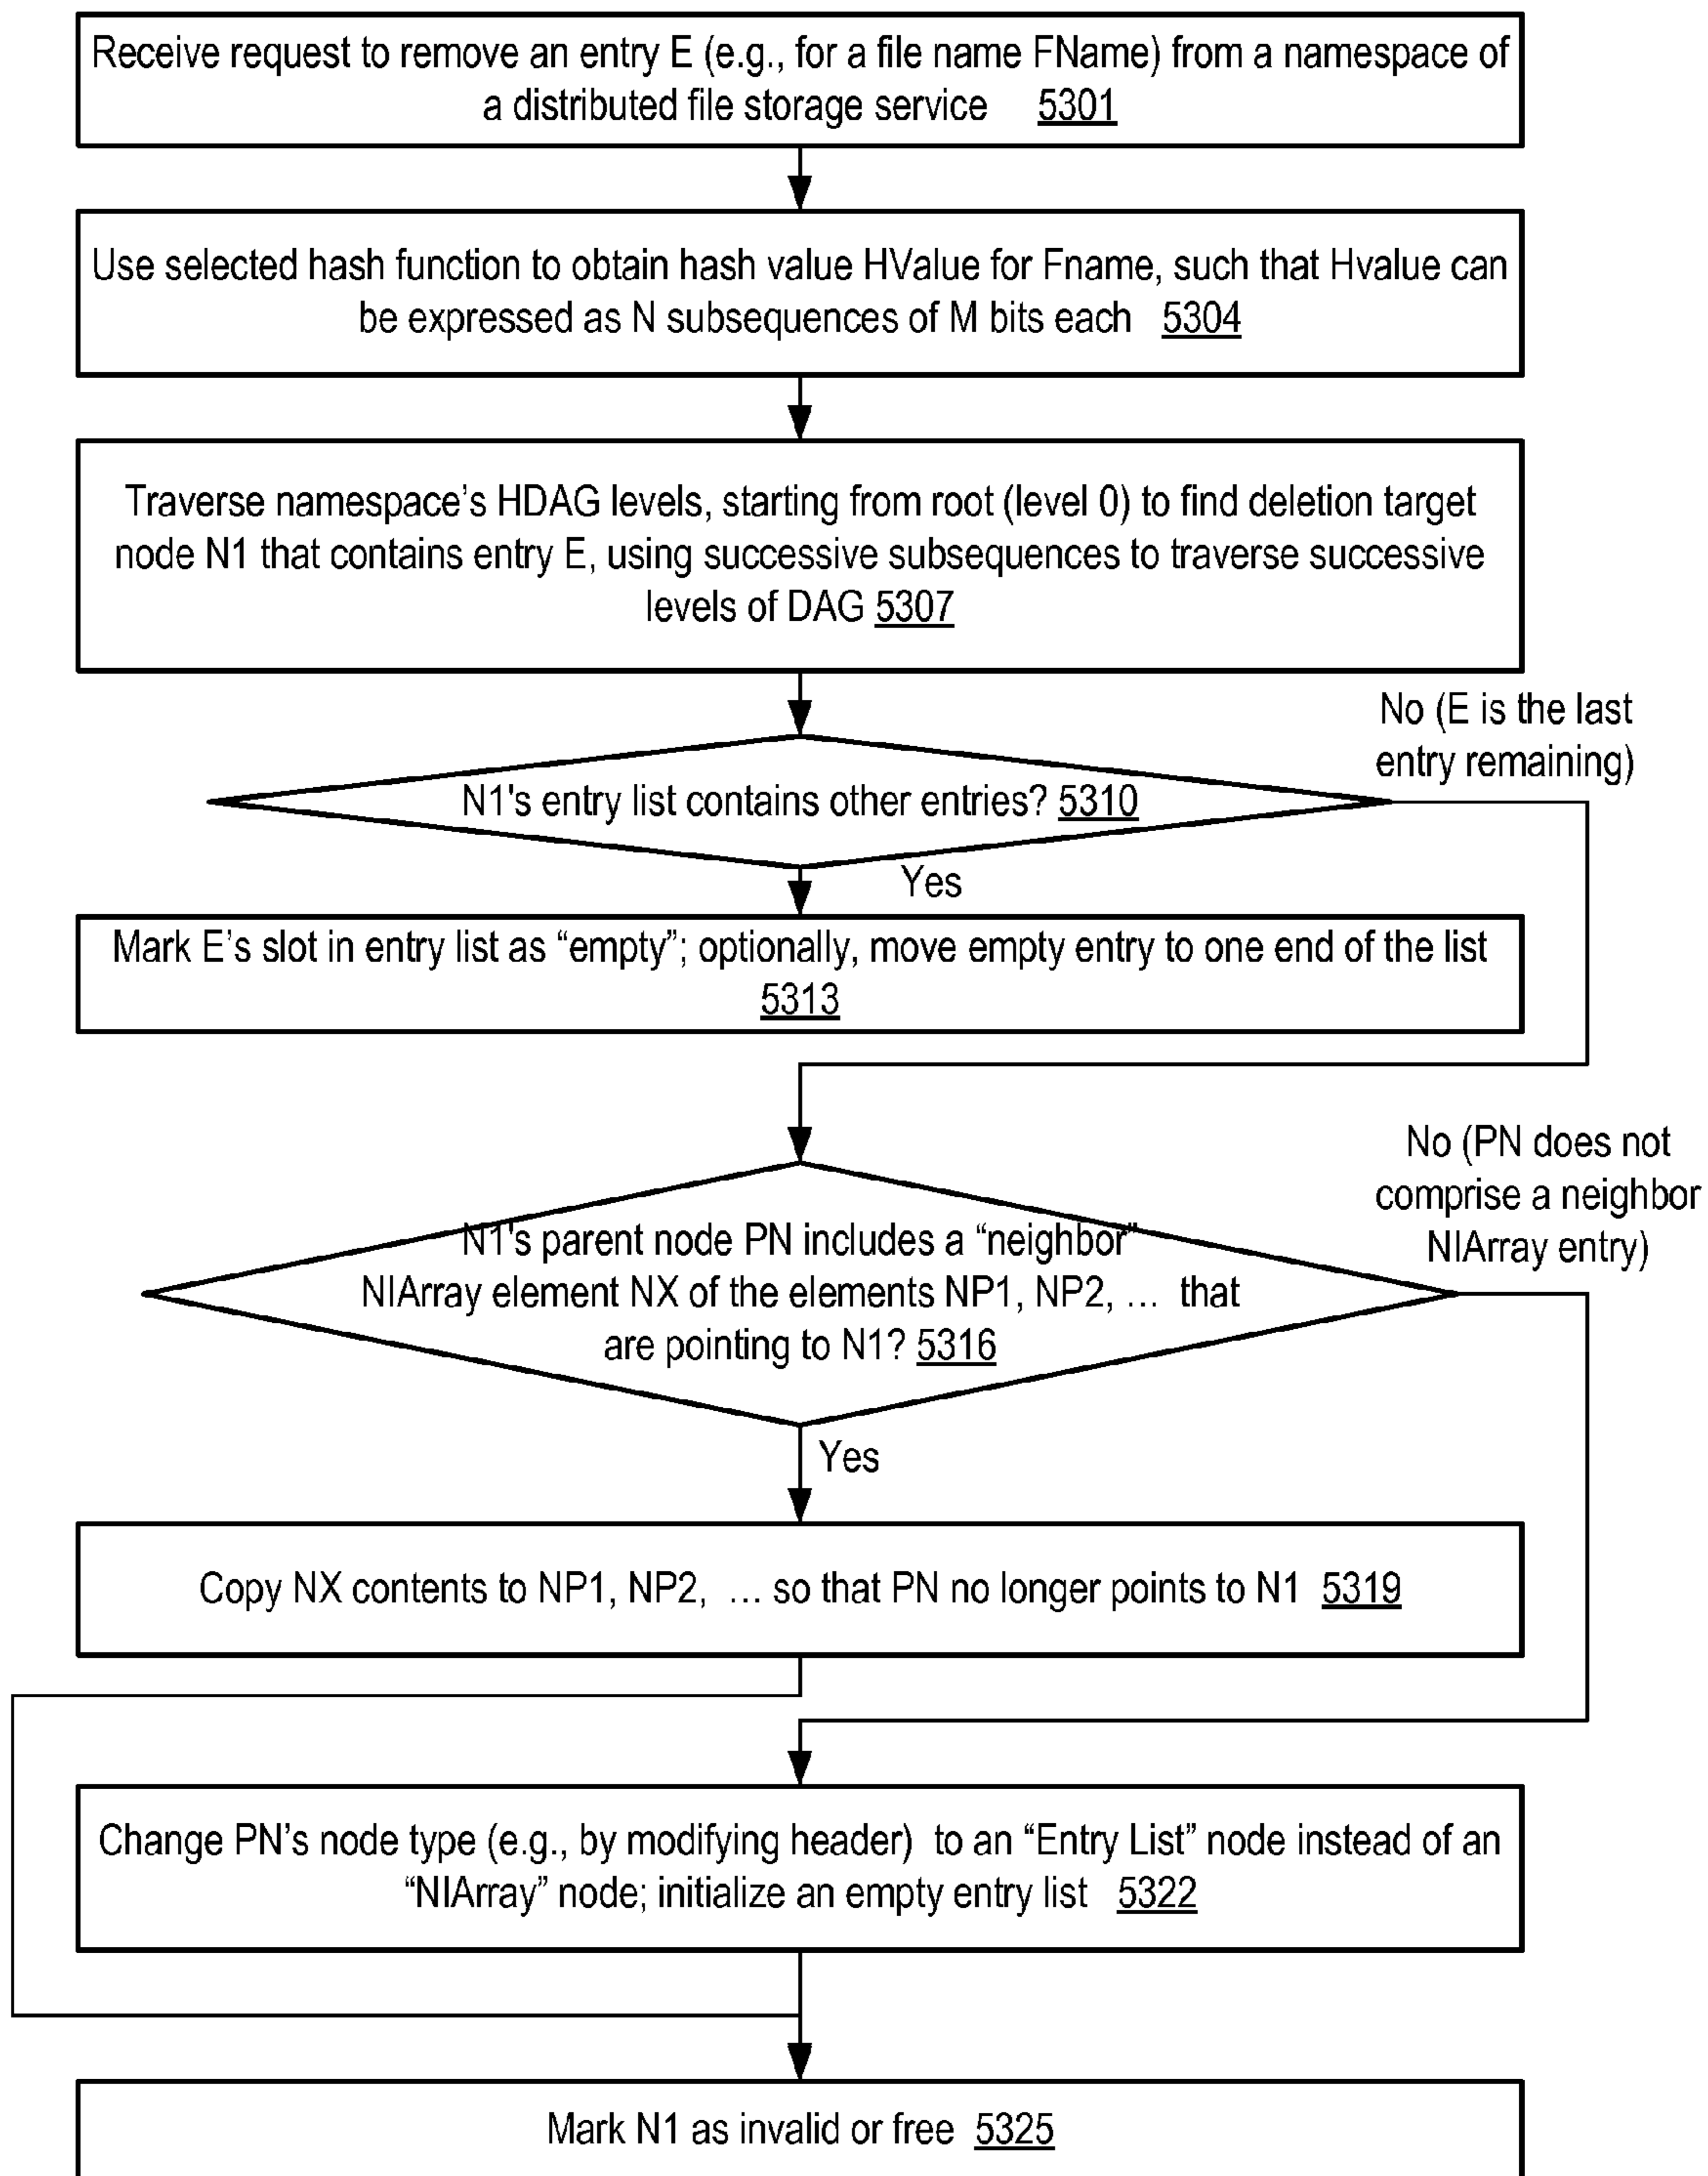 Receive request to remove an entry E (e.g., for a file name FName) from a namespace of
a distributed file storage service 5301
Use selected hash function to obtain hash value HValue for Fname, such that Hvalue can
be expressed as N subsequences of M bits each 5304
Traverse namespace's HDAG levels, starting from root (level 0) to find deletion target
node N1 that contains entry E, using successive subsequences to traverse successive
levels of DAG 5307
No (E is the last
entry remaining)
N1's entry list contains other entries? 5310
Yes
Mark E’s slot in entry list as “empty”; optionally, move empty entry to one end of the list
5313
No (PN does not
comprise a neighbor
NIArray entry)
N1's parent node PN includes a “neighbor”
NIArray element NX of the elements NP1, NP2, … that
are pointing to N1? 5316
Yes
Copy NX contents to NP1, NP2, … so that PN no longer points to N1 5319
Change PN’s node type (e.g., by modifying header) to an “Entry List” node instead of an
“NIArray” node; initialize an empty entry list 5322
Mark N1 as invalid or free 5325